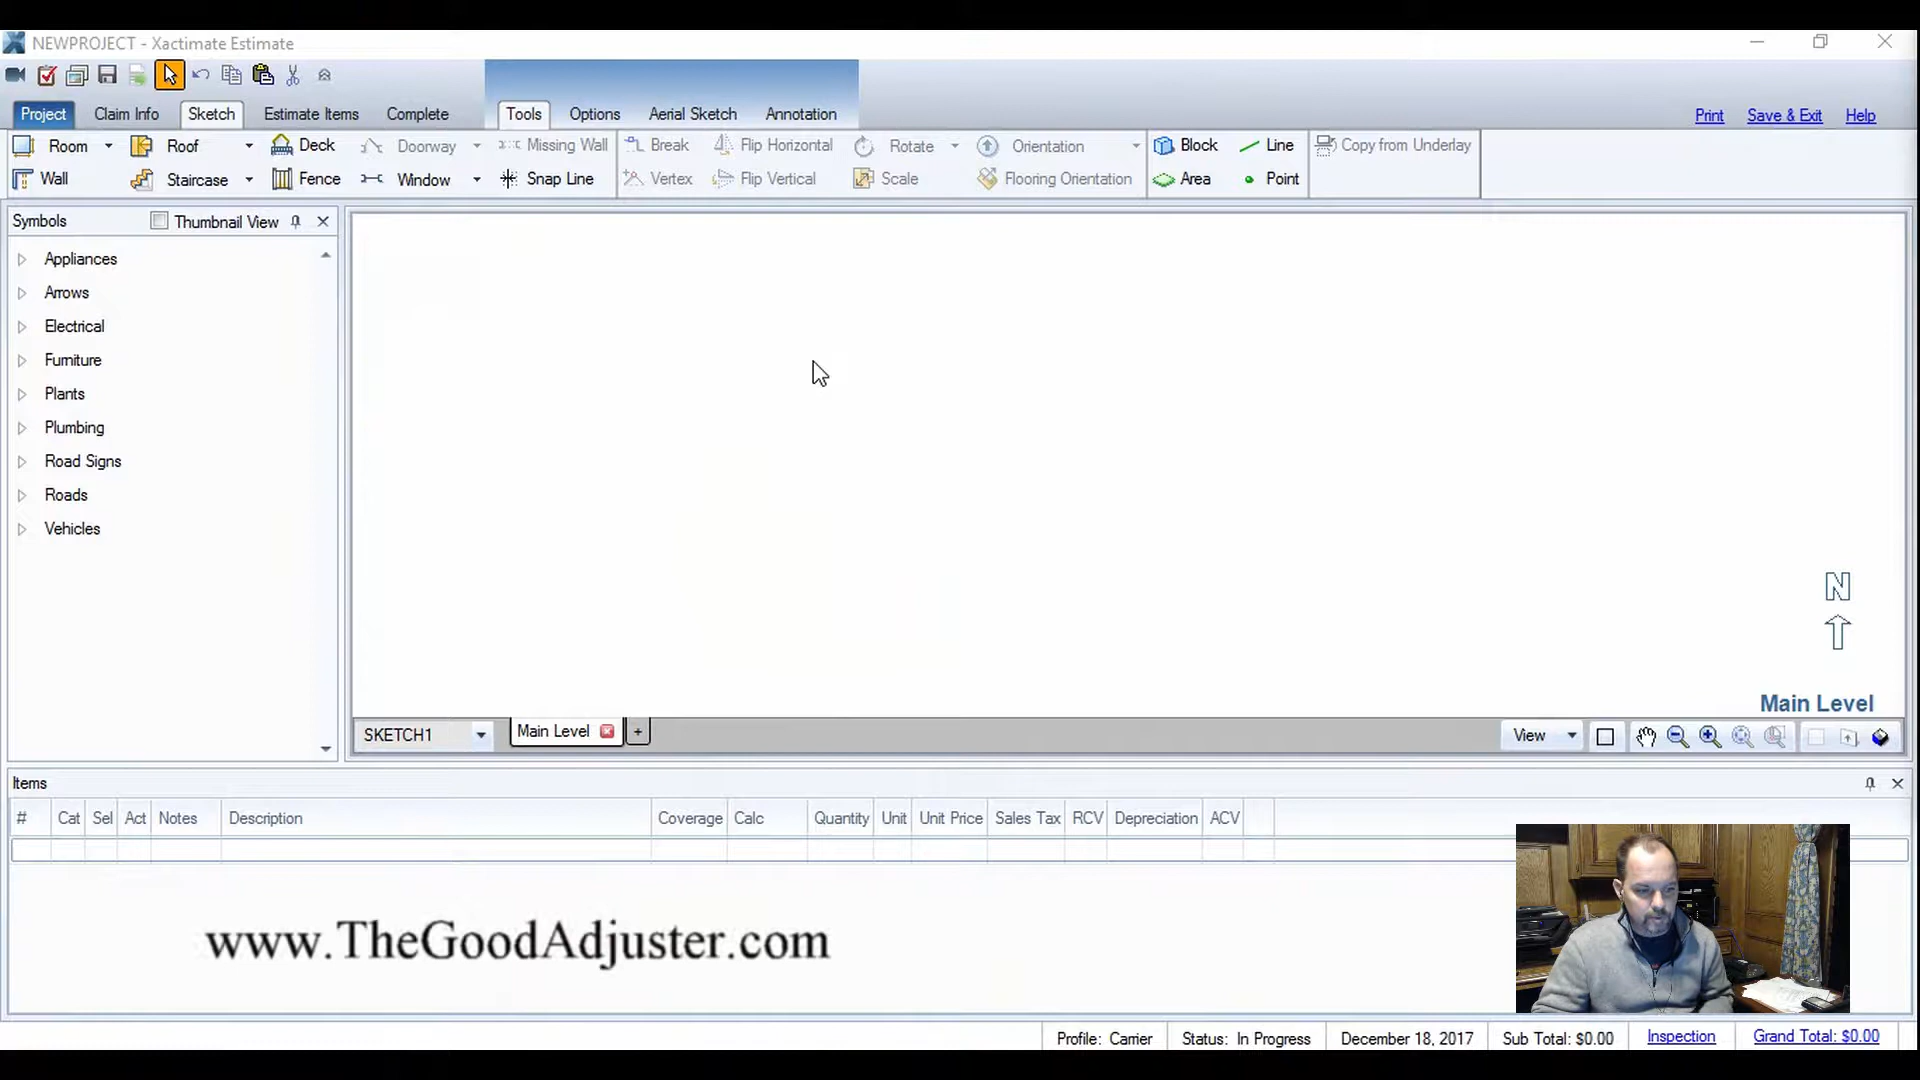 NEWPROJECT - Xactimate Estimate
Project Claim Info Sketch Estimate Items Complete Tools Options Aerial Sketch Annotation Print Save & Exit Help
Room Roof Deck Doorway Missing Wall Break Flip Horizontal Rotate Orientation Block Line Copy from Underlay
Wall Staircase Fence Window Snap Line Vertex Flip Vertical Scale Flooring Orientation Area Point
Symbols Thumbnail View
Appliances
Arrows
Electrical
Furniture
Plants
Plumbing
Road Signs
Roads
Vehicles
N
Main Level
SKETCH1 Main Level + View
Items
# Cat Sel Act Notes Description Coverage Calc Quantity Unit Unit Price Sales Tax RCV Depreciation ACV
www.TheGoodAdjuster.com
Profile: Carrier Status: In Progress December 18, 2017 Sub Total: $0.00 Inspection Grand Total: $0.00